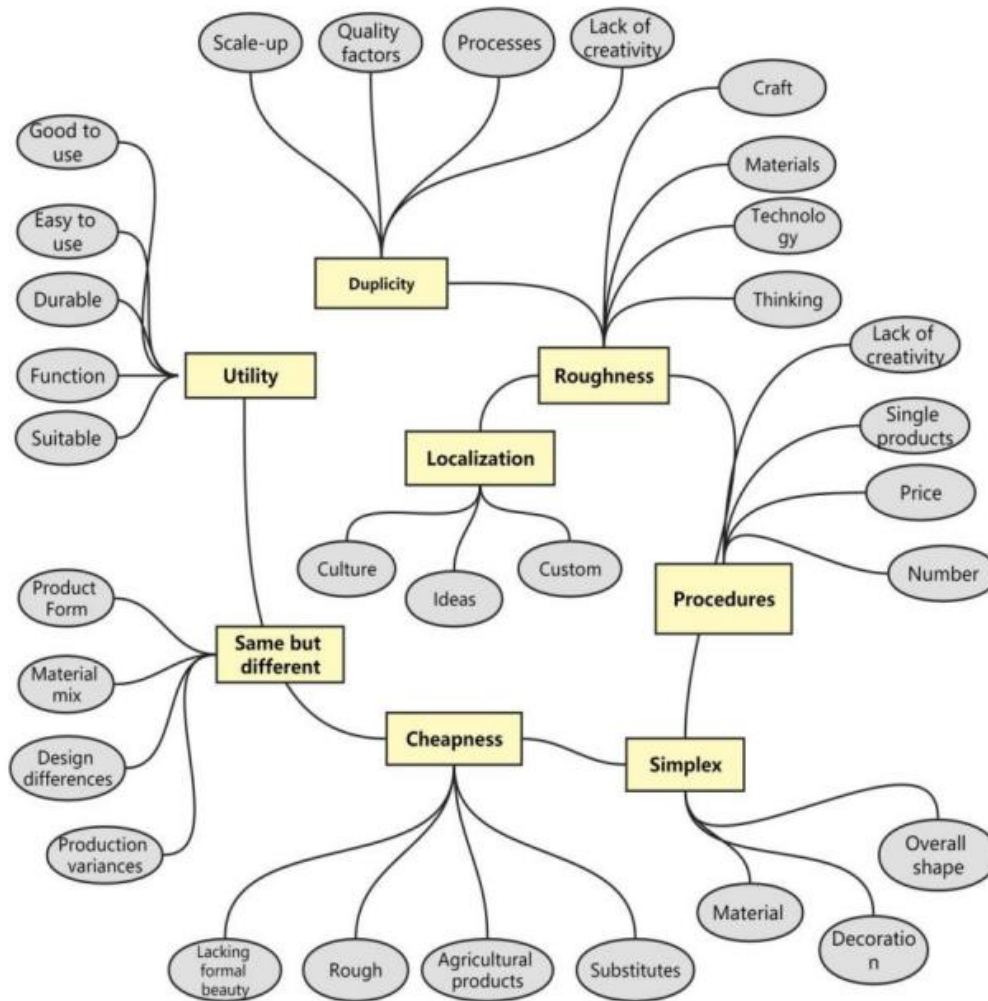 Scale-up
Quality
factors
Processes
Lack of
creativity
Craft
Good to
use
Materials
Easy to
use
Technolo
gy
Duplicity
Durable
Thinking
Lack of
creativity
Utility
Roughness
Function
Single
products
Suitable
Localization
Price
Culture
Custom
Number
Ideas
Procedures
Product
Form
Same but
different
Material
mix
Cheapness
Simplex
Design
differences
Production
variances
Overall
shape
Material
Decoratio
n
Lacking
formal
beauty
Rough
Agricultural
products
Substitutes